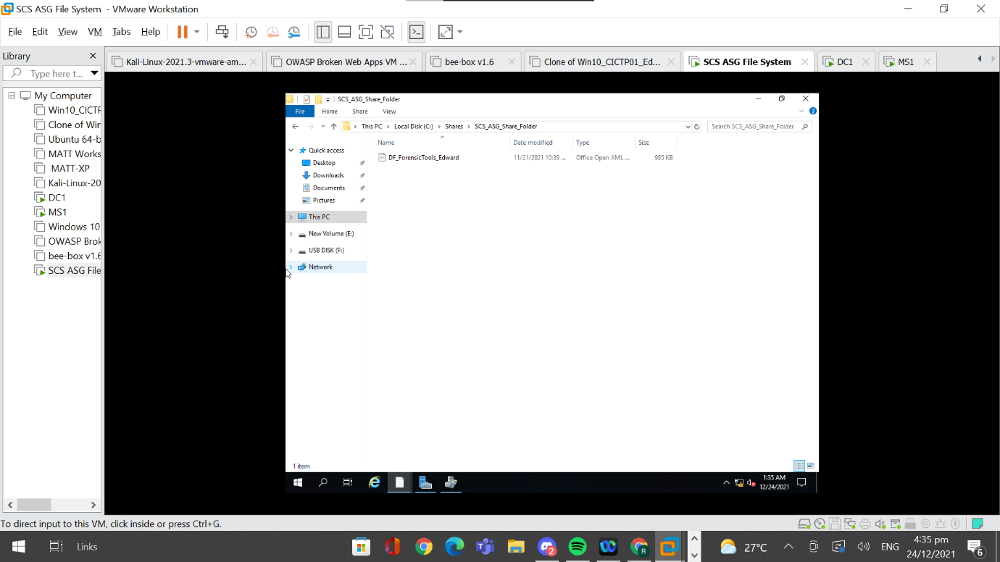 SCS ASG File System - VMware Workstation
File Edit View VM Tabs Help
Library
Type here t...
My Computer
Win10_CICTF
Clone of Wir
Ubuntu 64-b
MATT Works
MATT-XP
Kali-Linux-20
DC1
MS1
Windows 10
OWASP Brok
bee-box v1.6
SCS ASG File
Kali-Linux-2021.3-vmware-am...
OWASP Broken Web Apps VM ...
bee-box v1.6
Clone of Win10_CICTP01_Ed...
SCS ASG File System
DC1
MS1
SCS_ASG_Share_Folder
File Home Share View
This PC > Local Disk (C:) > Shares > SCS_ASG_Share_Folder
Search SCS_ASG_Share_Folder
Name Date modified Type Size
DF_ForensicTools_Edward 11/21/2021 10:39 ... Office Open XML ... 985 KB
Quick access
Desktop
Downloads
Documents
Pictures
This PC
New Volume (E:)
USB DISK (F:)
Network
1 item
1:35 AM
12/24/2021
To direct input to this VM, click inside or press Ctrl+G.
Links
2
27°C
ENG
4:35 pm
24/12/2021
6